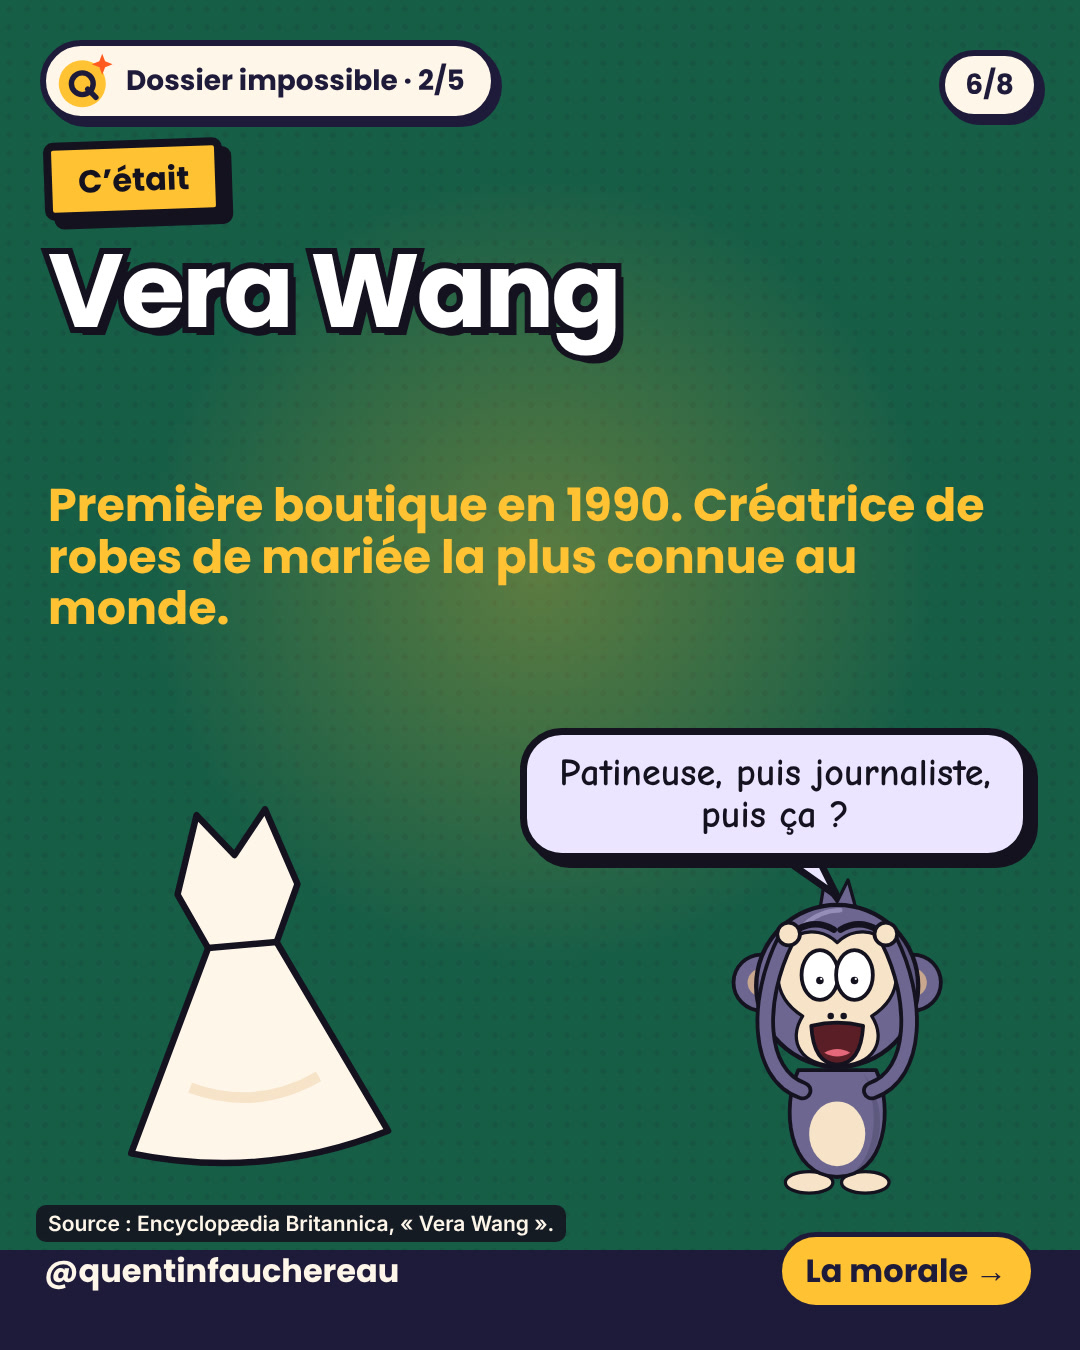 Q Dossier impossible · 2/5
6/8
C’était
Vera Wang
Première boutique en 1990. Créatrice de
robes de mariée la plus connue au
monde.
Patineuse, puis journaliste,
puis ça ?
Source : Encyclopædia Britannica, « Vera Wang ».
@quentinfauchereau
La morale →